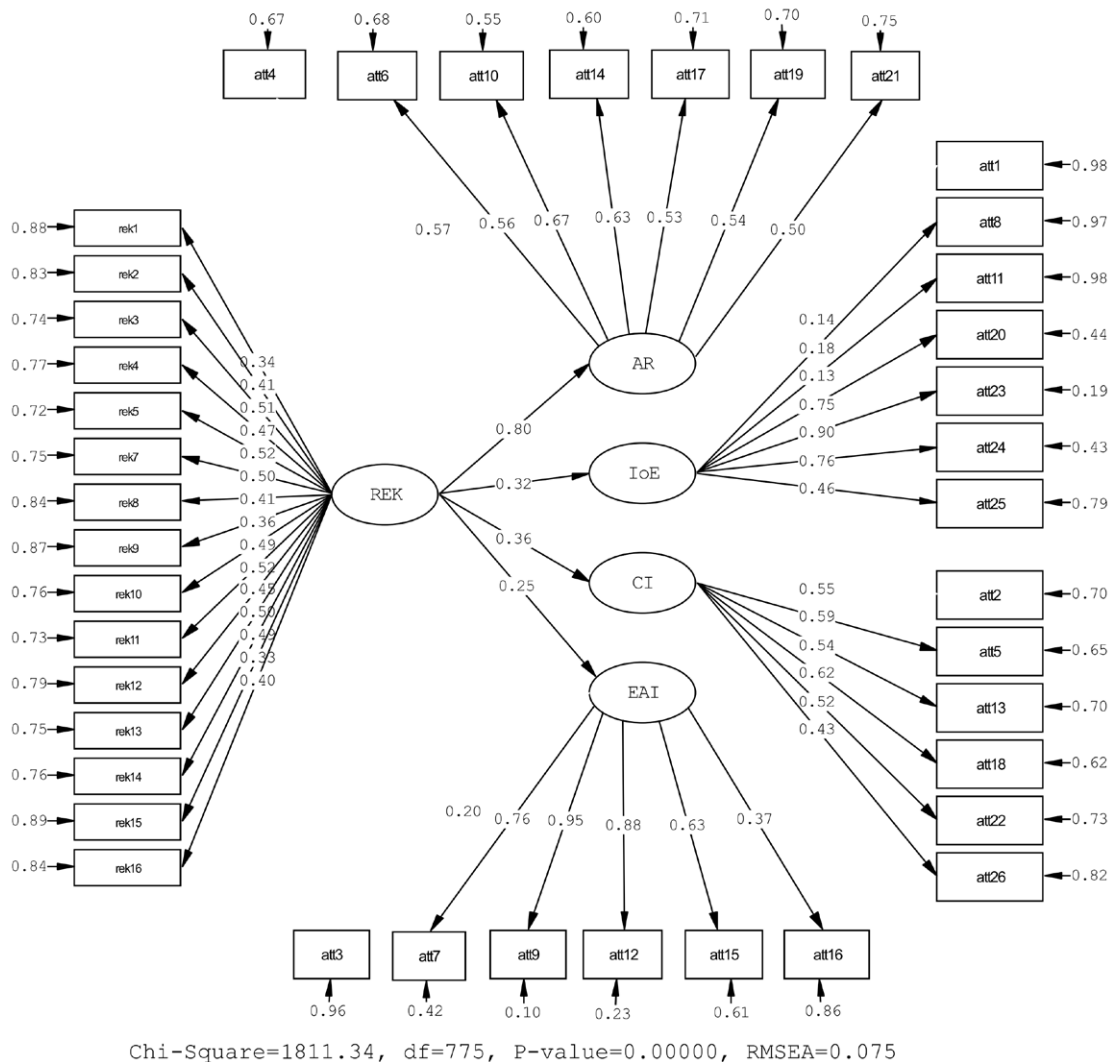 0.67 0.68 0.55 0.60 0.71 0.70 0.75
att4 att6 att10 att14 att17 att19 att21
att1 0.98
att8 0.97
att11 0.98
att20 0.44
att23 0.19
att24 0.43
att25 0.79
0.57 0.56 0.67 0.63 0.53 0.54 0.50
0.88 rek1
0.83 rek2
0.74 rek3
0.77 rek4
0.72 rek5
0.75 rek7
0.84 rek8
0.87 rek9
0.76 rek10
0.73 rek11
0.79 rek12
0.75 rek13
0.76 rek14
0.89 rek15
0.84 rek16
0.34
0.41
0.51
0.47
0.52
0.50
0.41
0.36
0.49
0.52
0.45
0.50
0.49
0.33
0.40
REK
0.80
0.32
0.36
0.25
AR
IoE
CI
EAI
0.14
0.18
0.13
0.75
0.90
0.76
0.46
0.55
0.59
0.54
0.62
0.52
0.43
att2 0.70
att5 0.65
att13 0.70
att18 0.62
att22 0.73
att26 0.82
0.20 0.76 0.95 0.88 0.63 0.37
att3 att7 att9 att12 att15 att16
0.96 0.42 0.10 0.23 0.61 0.86
Chi-Square=1811.34, df=775, P-value=0.00000, RMSEA=0.075